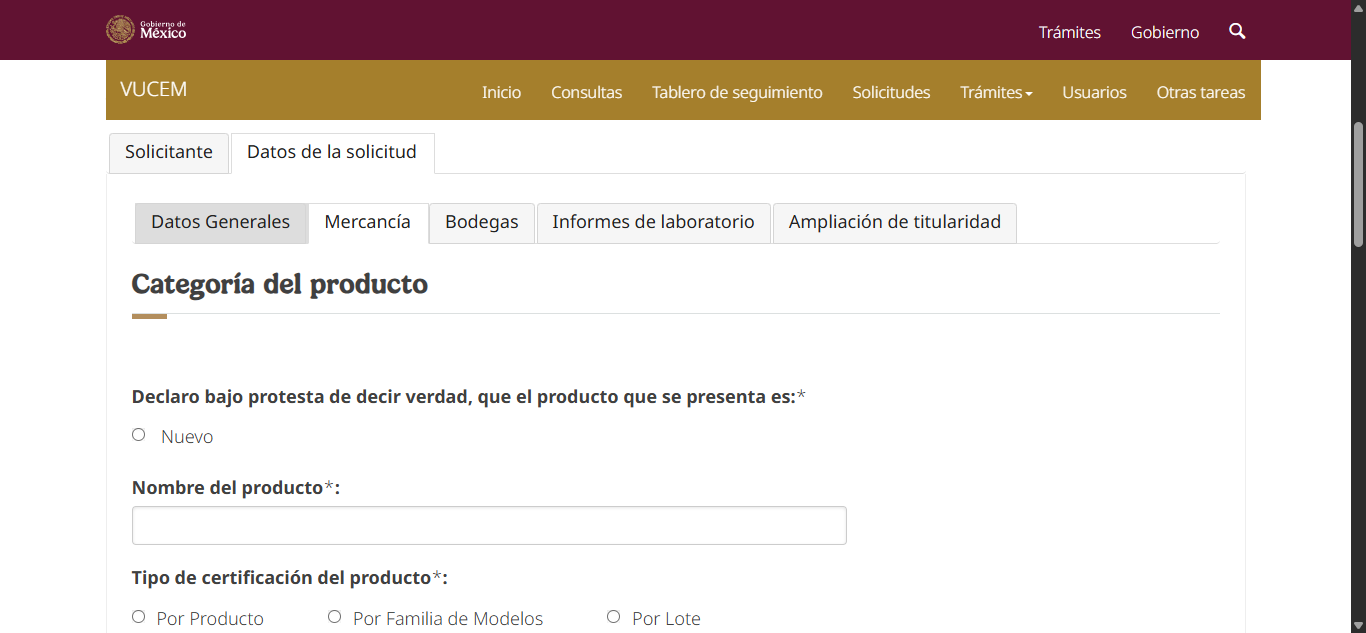 Gobierno de
México
Trámites Gobierno
VUCEM Inicio Consultas Tablero de seguimiento Solicitudes Trámites Usuarios Otras tareas
Solicitante Datos de la solicitud
Datos Generales Mercancía Bodegas Informes de laboratorio Ampliación de titularidad
Categoría del producto
Declaro bajo protesta de decir verdad, que el producto que se presenta es:*
Nuevo
Nombre del producto*:
Tipo de certificación del producto*:
Por Producto Por Familia de Modelos Por Lote